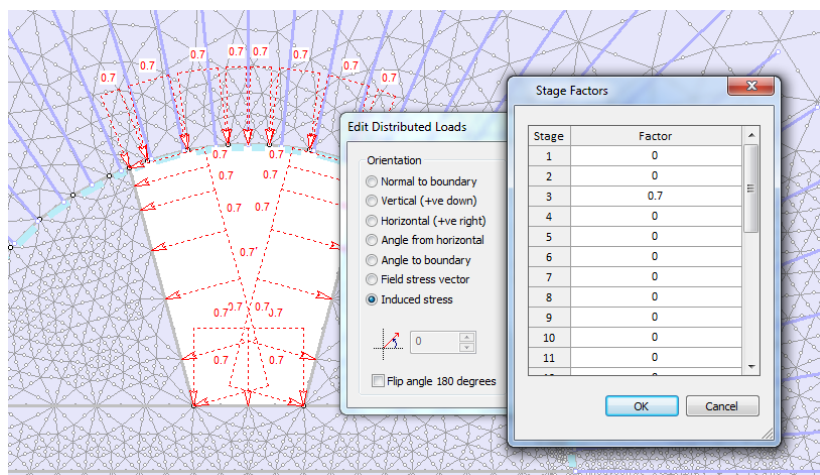 0.7 0.7 0.7 0.7
0.7 0.7
0.7 0.7
0.7 0.7
0.7 0.7
0.7
0.7 0.7
0.7 0.7
Edit Distributed Loads
Orientation
Normal to boundary
Vertical (+ve down)
Horizontal (+ve right)
Angle from horizontal
Angle to boundary
Field stress vector
Induced stress
0
Flip angle 180 degrees
Stage Factors
Stage Factor
1 0
2 0
3 0.7
4 0
5 0
6 0
7 0
8 0
9 0
10 0
11 0
OK Cancel